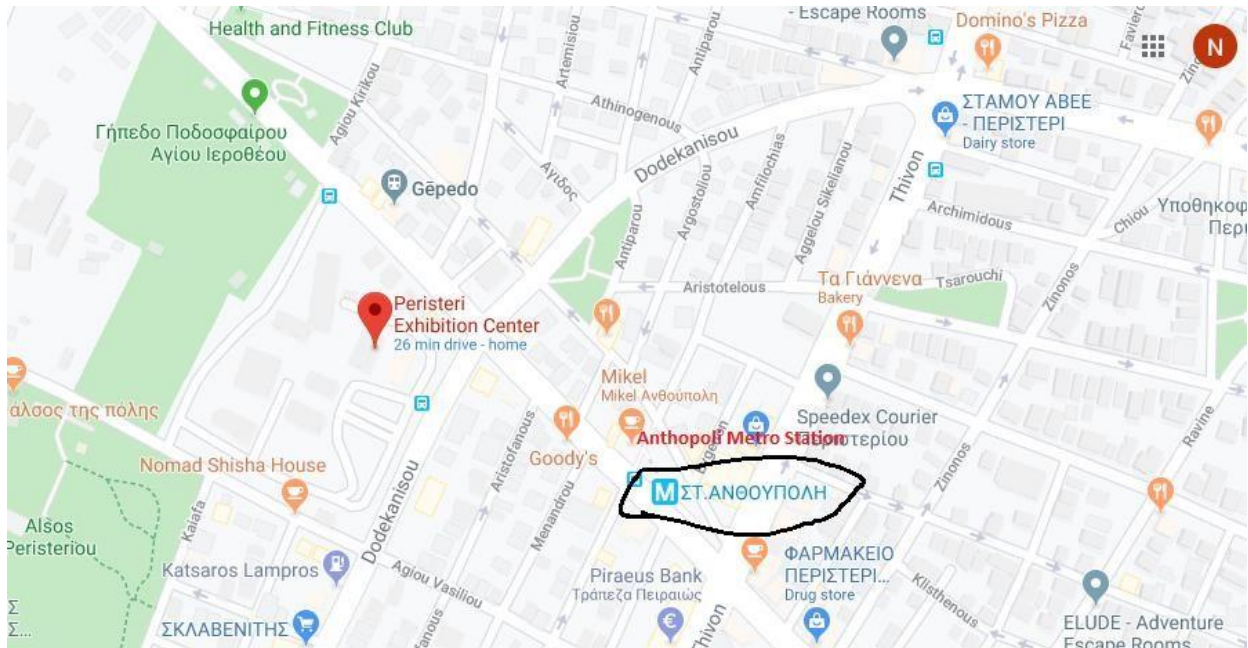 Health and Fitness Club
- Escape Rooms
Domino's Pizza
N
Artemisiou
Antiparou
Agiou Kirikou
Athinogenous
ΣΤΑΜΟΥ ΑΒΕΕ
- ΠΕΡΙΣΤΕΡΙ
Dairy store
Γήπεδο Ποδοσφαίρου
Αγίου Ιεροθέου
Dodekanisou
Gēpedo
Αγιδος
Amfilochias
Argostoliou
Aggelou Sikelianou
Thivon
Archimidous
Chiou
Antiparou
Aristotelous
Τα Γιάννενα
Bakery
Tsarouchi
Zinonos
Peristeri
Exhibition Center
26 min drive - home
Mikel
Mikel Ανθούπολη
Speedex Courier
Anthopoli Metro Station
άλσος της πόλης
Goody's
Aristofanous
Ravine
Nomad Shisha House
M ΣΤ.ΑΝΘΟΥΠΟΛΗ
Zinonos
Menandrou
Dodekanisou
Kaiafa
Alsos
Peristeriou
Katsaros Lampros
Agiou Vasiliou
Piraeus Bank
Τράπεζα Πειραιώς
ΦΑΡΜΑΚΕΙΟ
ΠΕΡΙΣΤΕΡΙ...
Drug store
Klisthenous
ΣΚΛΑΒΕΝΙΤΗΣ
Thivon
ELUDE - Adventure
Escape Rooms